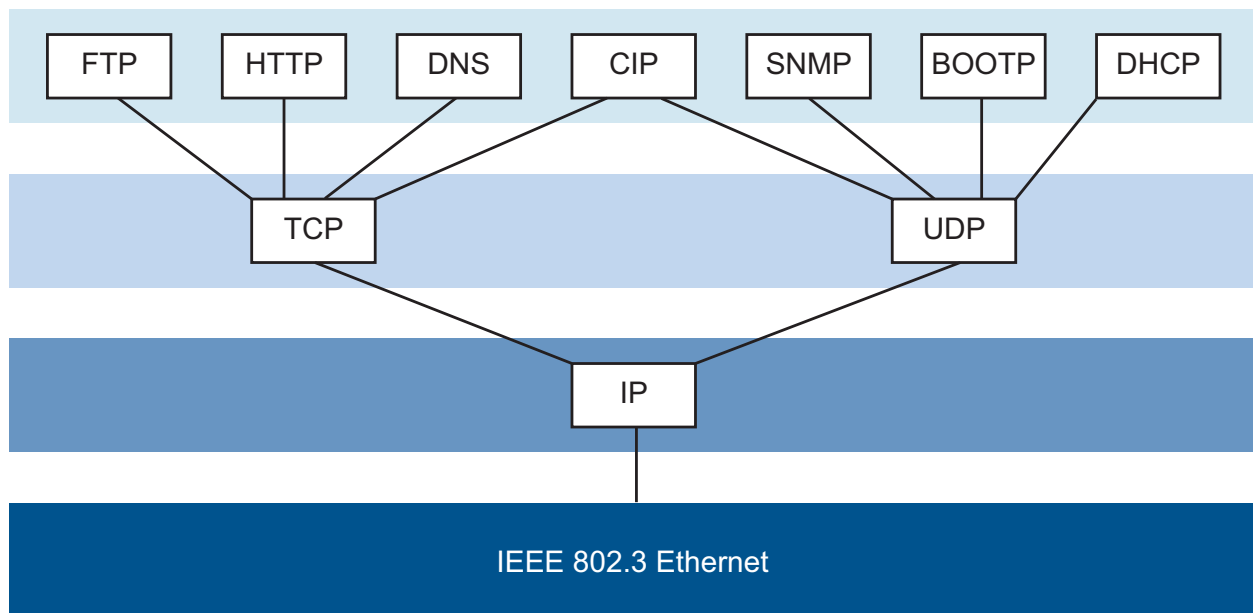 FTP
HTTP
DNS
CIP
SNMP
BOOTP
DHCP
TCP
UDP
IP
IEEE 802.3 Ethernet